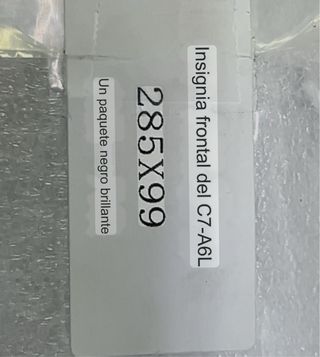 Insignia frontal del C7-A6L
285X99
Un paquete negro brillante